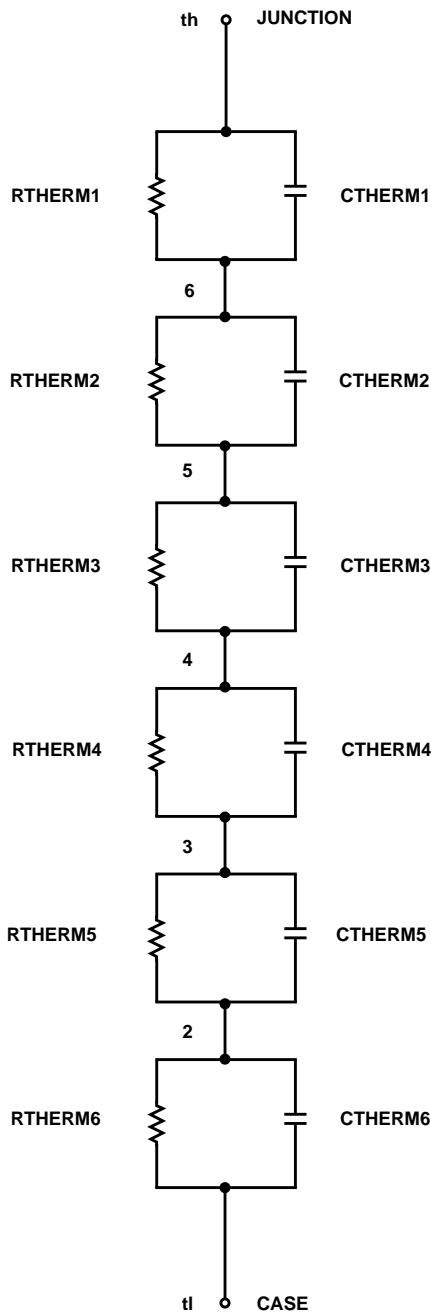 th JUNCTION
RTHERM1 CTHERM1
6
RTHERM2 CTHERM2
5
RTHERM3 CTHERM3
4
RTHERM4 CTHERM4
3
RTHERM5 CTHERM5
2
RTHERM6 CTHERM6
tl CASE